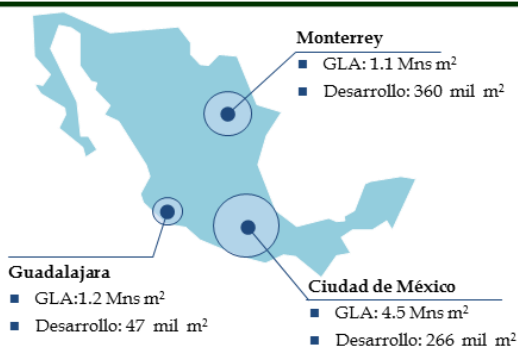 Monterrey
■ GLA: 1.1 Mns m²
■ Desarrollo: 360 mil m²
Guadalajara
■ GLA:1.2 Mns m²
■ Desarrollo: 47 mil m²
Ciudad de México
■ GLA: 4.5 Mns m²
■ Desarrollo: 266 mil m²